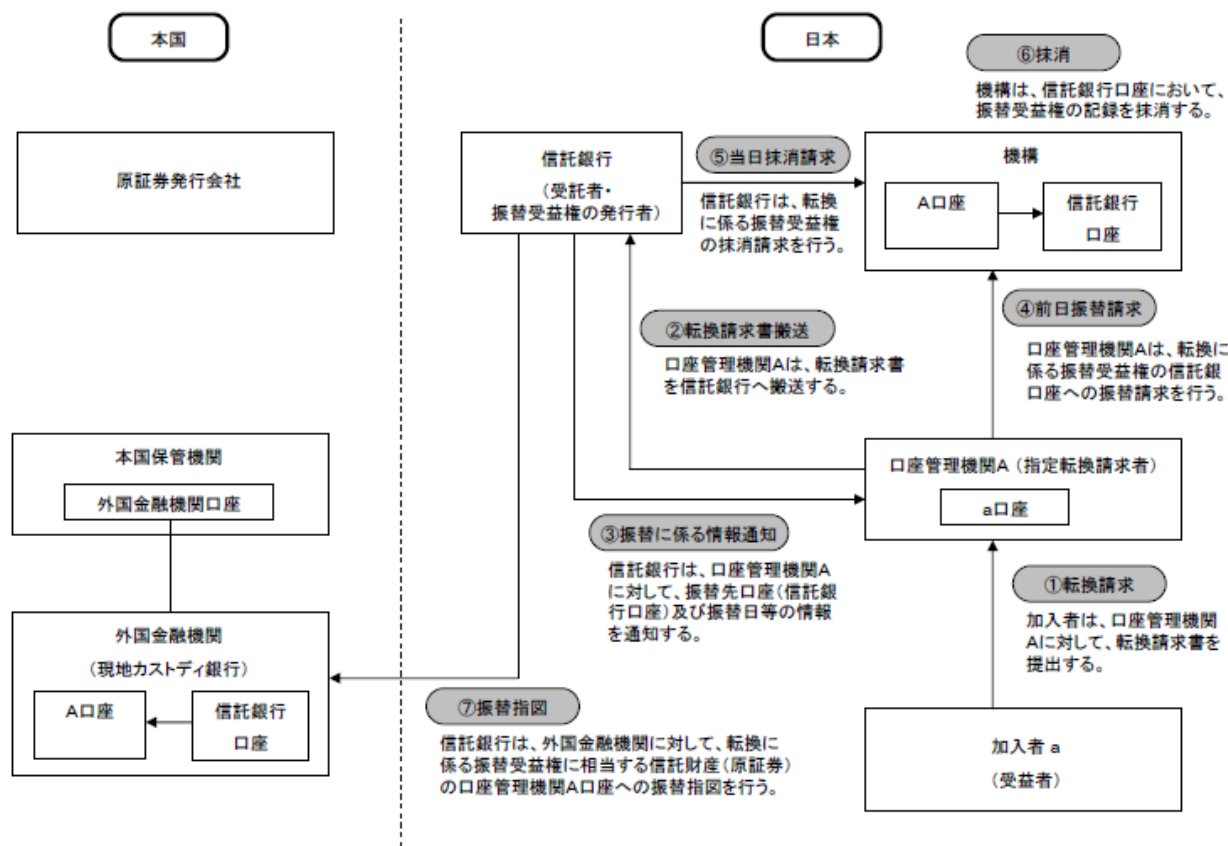 本国
日本
⑥抹消
機構は、信託銀行口座において、
振替受益権の記録を抹消する。
原証券発行会社
信託銀行
（受託者・
振替受益権の発行者）
⑤当日抹消請求
信託銀行は、転換
に係る振替受益権
の抹消請求を行う。
機構
A口座
信託銀行
口座
②転換請求書搬送
口座管理機関Aは、転換請求書
を信託銀行へ搬送する。
④前日振替請求
口座管理機関Aは、転換に
係る振替受益権の信託銀
口座への振替請求を行う。
本国保管機関
外国金融機関口座
口座管理機関A（指定転換請求者）
a口座
③振替に係る情報通知
信託銀行は、口座管理機関A
に対して、振替先口座（信託銀
行口座）及び振替日等の情報
を通知する。
①転換請求
加入者は、口座管理機関
Aに対して、転換請求書を
提出する。
外国金融機関
（現地カストディ銀行）
A口座
信託銀行
口座
⑦振替指図
信託銀行は、外国金融機関に対して、転換に
係る振替受益権に相当する信託財産（原証券）
の口座管理機関A口座への振替指図を行う。
加入者 a
（受益者）